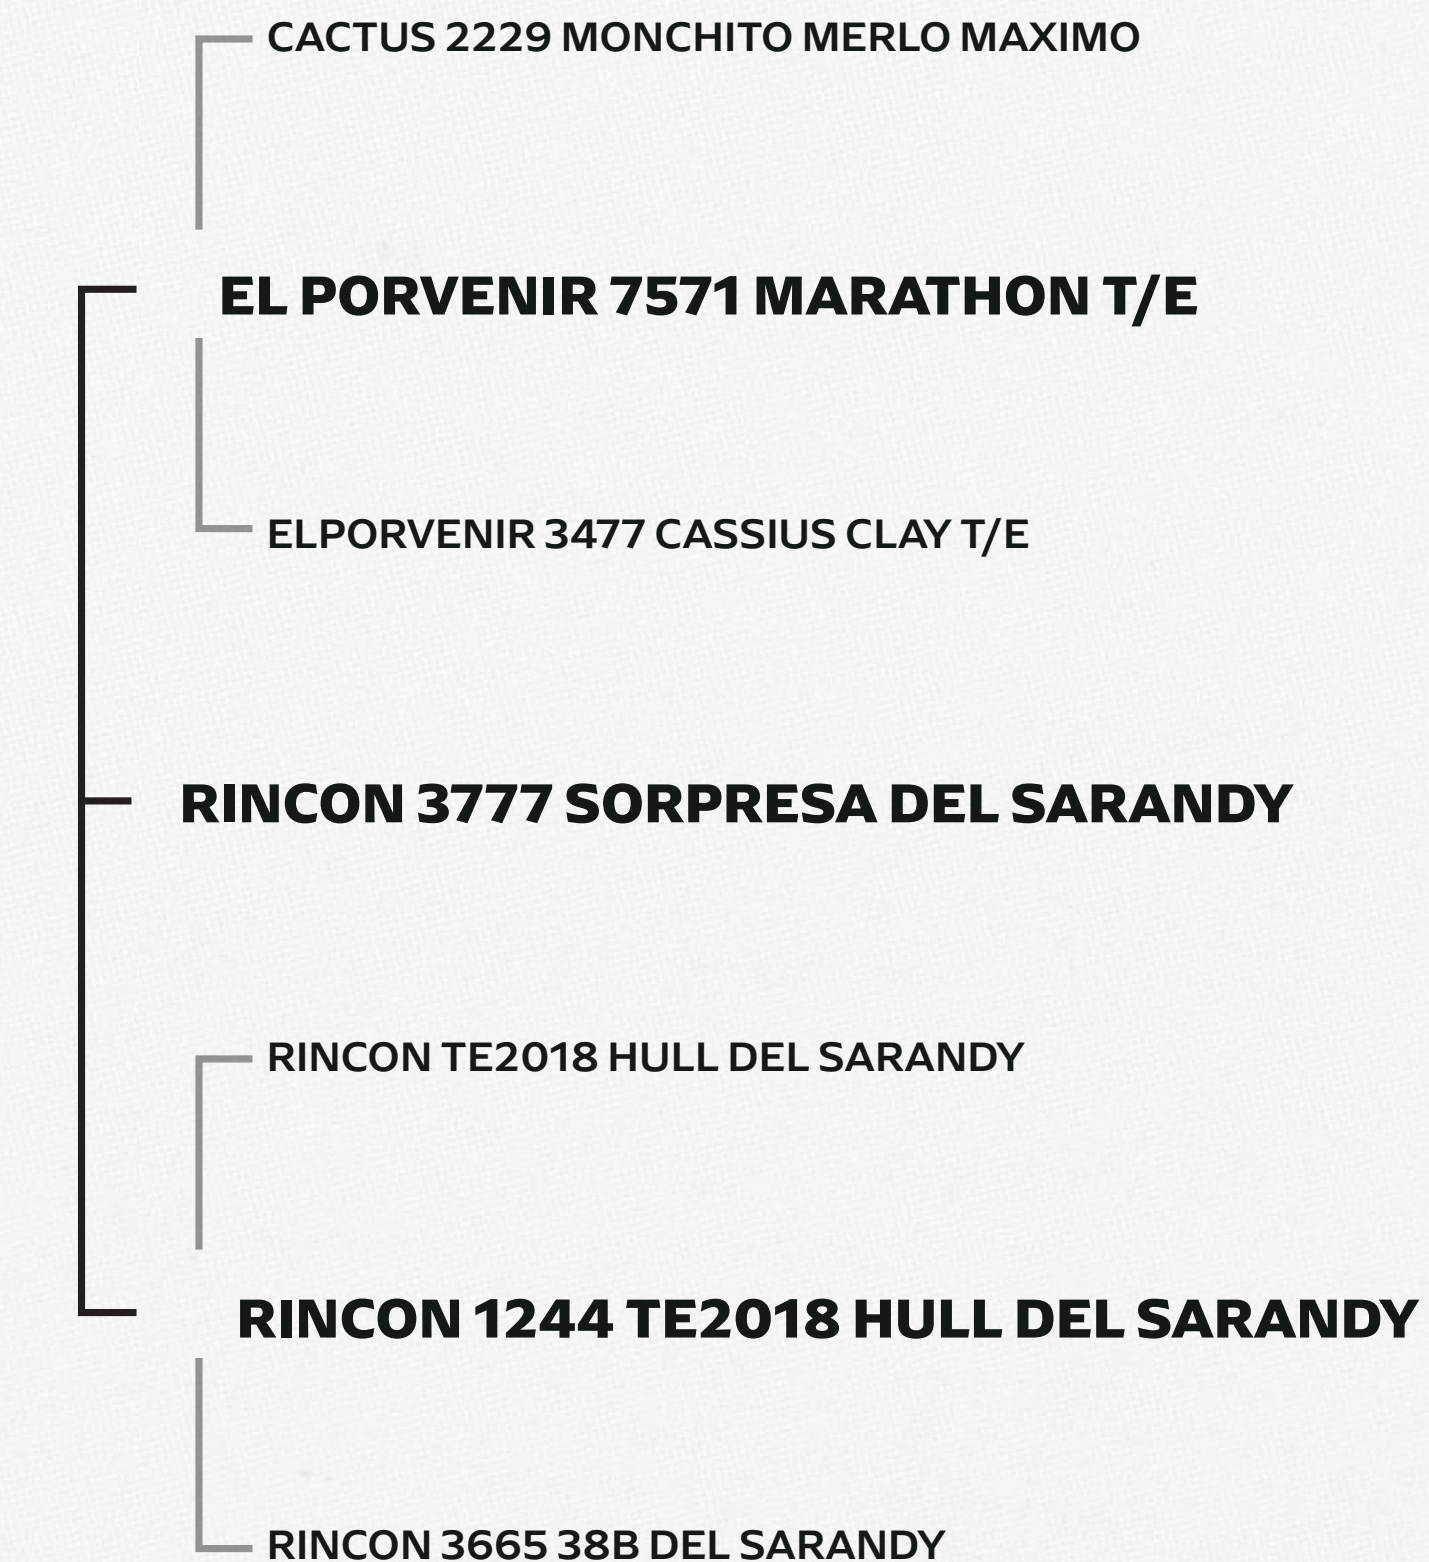 CACTUS 2229 MONCHITO MERLO MAXIMO
EL PORVENIR 7571 MARATHON T/E
ELPORVENIR 3477 CASSIUS CLAY T/E
RINCON 3777 SORPRESA DEL SARANDY
RINCON TE2018 HULL DEL SARANDY
RINCON 1244 TE2018 HULL DEL SARANDY
RINCON 3665 38B DEL SARANDY